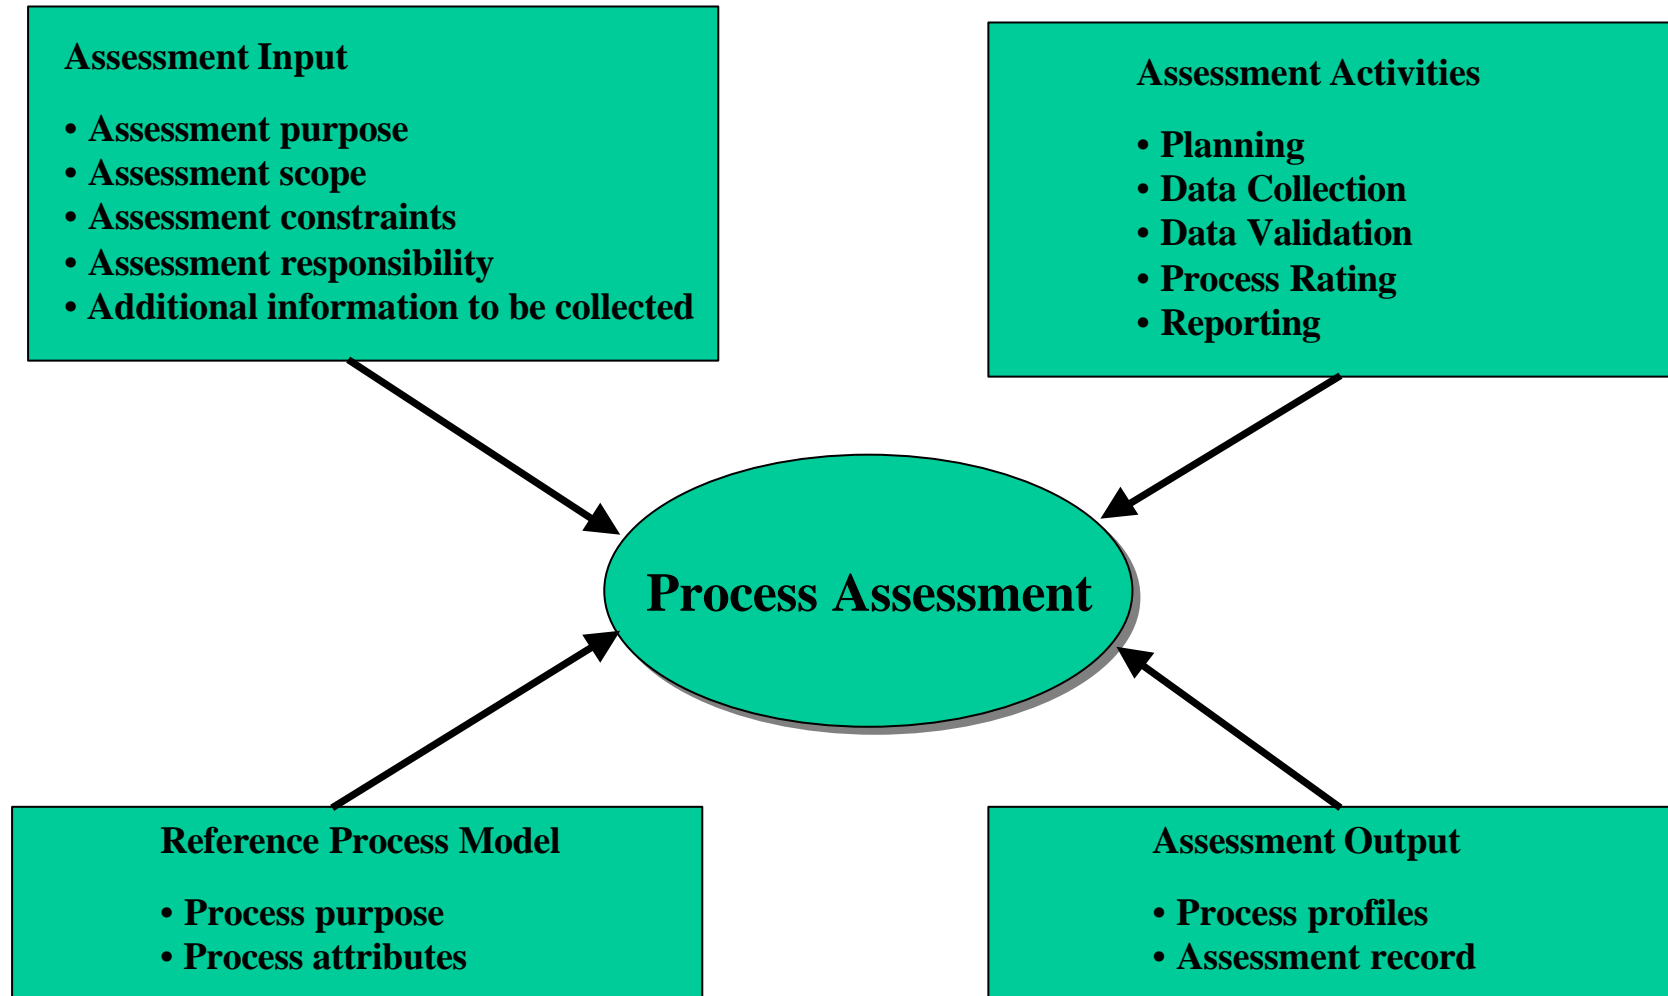 Assessment Input
• Assessment purpose
• Assessment scope
• Assessment constraints
• Assessment responsibility
• Additional information to be collected
Assessment Activities
• Planning
• Data Collection
• Data Validation
• Process Rating
• Reporting
Process Assessment
Reference Process Model
• Process purpose
• Process attributes
Assessment Output
• Process profiles
• Assessment record